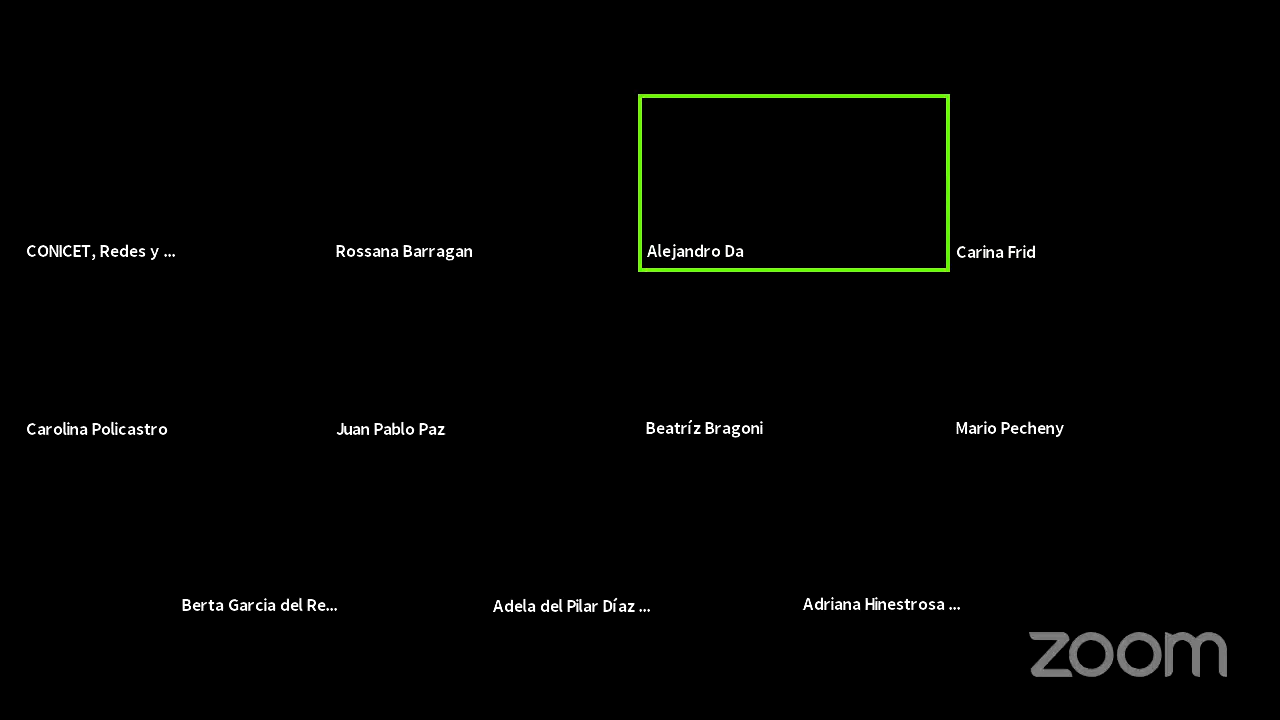 CONICET, Redes y ...
Rossana Barragan
Alejandro Da
Carina Frid
Carolina Policastro
Juan Pablo Paz
Beatríz Bragoni
Mario Pecheny
Berta Garcia del Re...
Adela del Pilar Díaz ...
Adriana Hinestrosa ...
zoom